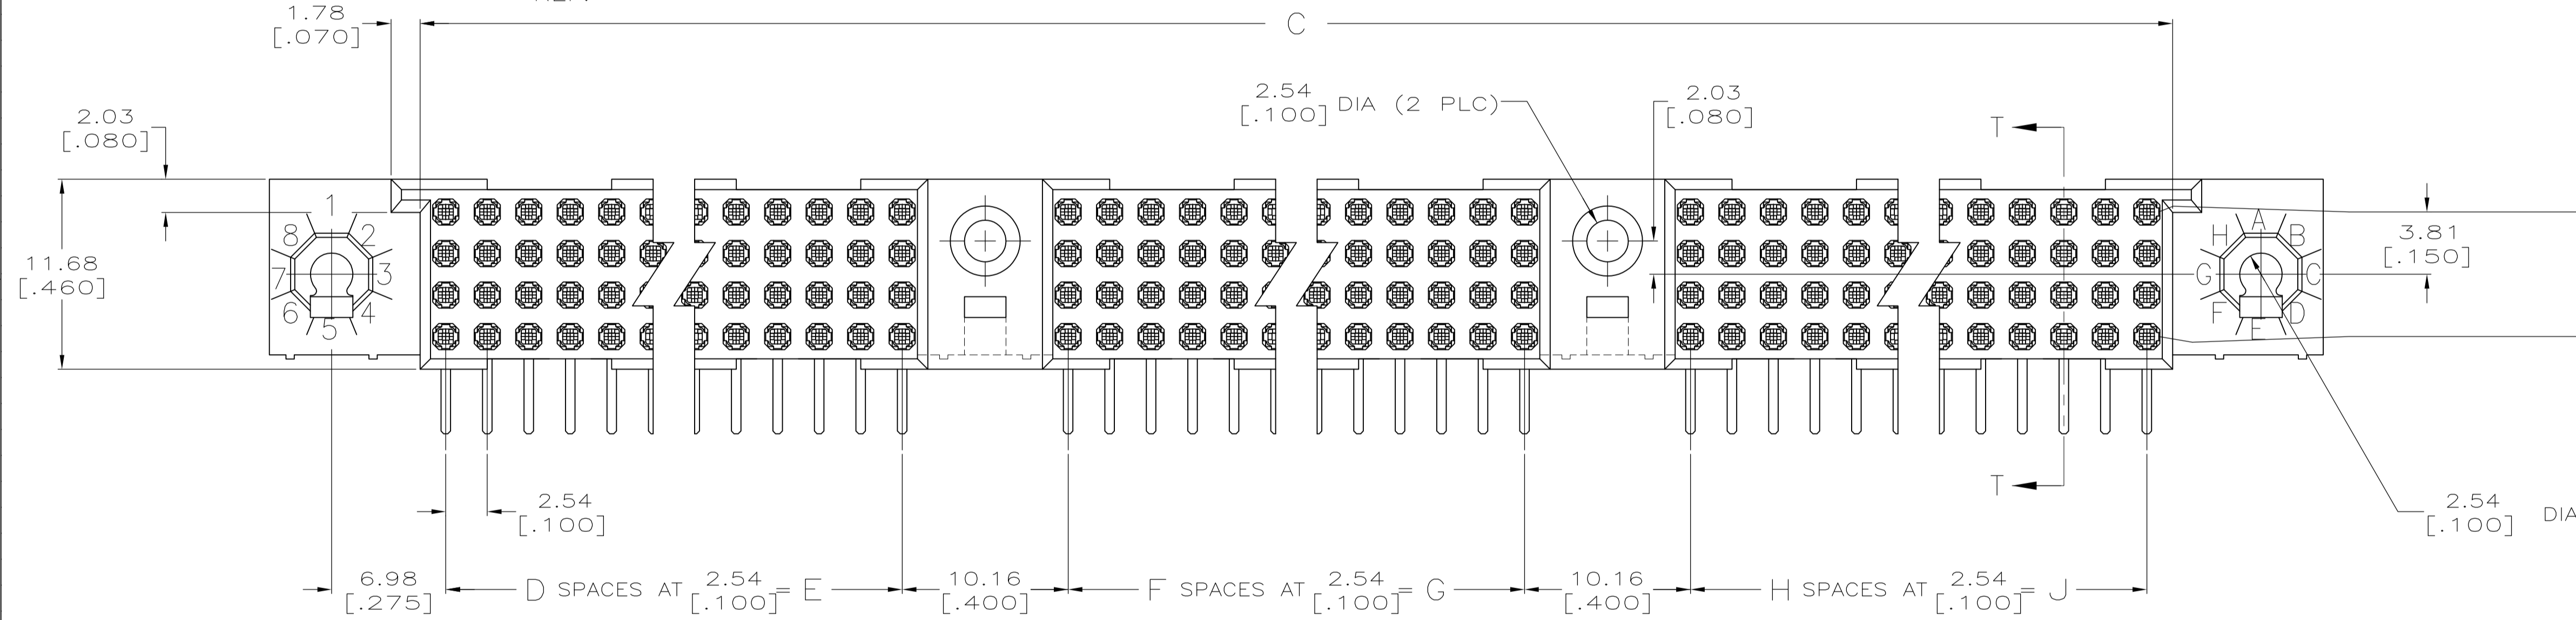 1.78
[.070]
C
2.03
[.080]
2.54
[.100] DIA (2 PLC)
2.03
[.080]
T
11.68
[.460]
3.81
[.150]
1
2
3
4
5
6
7
8
A
B
C
D
E
F
G
H
T
2.54
[.100]
2.54
[.100] DIA
6.98
[.275]
D SPACES AT 2.54
[.100] = E
10.16
[.400]
F SPACES AT 2.54
[.100] = G
10.16
[.400]
H SPACES AT 2.54
[.100] = J